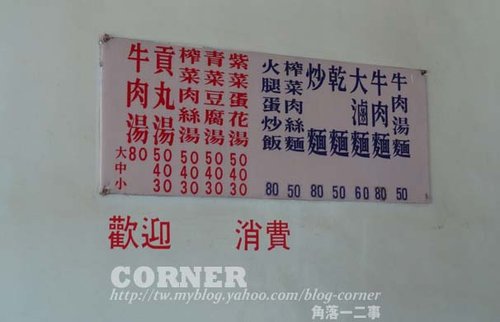 牛肉湯麵 50
牛肉麵 80
大滷麵 60
乾麵 50
炒麵 80
榨菜肉絲麵 50
火腿蛋炒飯 80
紫菜蛋花湯 50 40 30
青菜豆腐湯 50 40 30
榨菜肉絲湯 50 40 30
貢丸湯 50 40 30
牛肉湯 80
大
中
小
歡迎 消費
CORNER
http://tw.myblog.yahoo.com/blog-corner
角落一二事